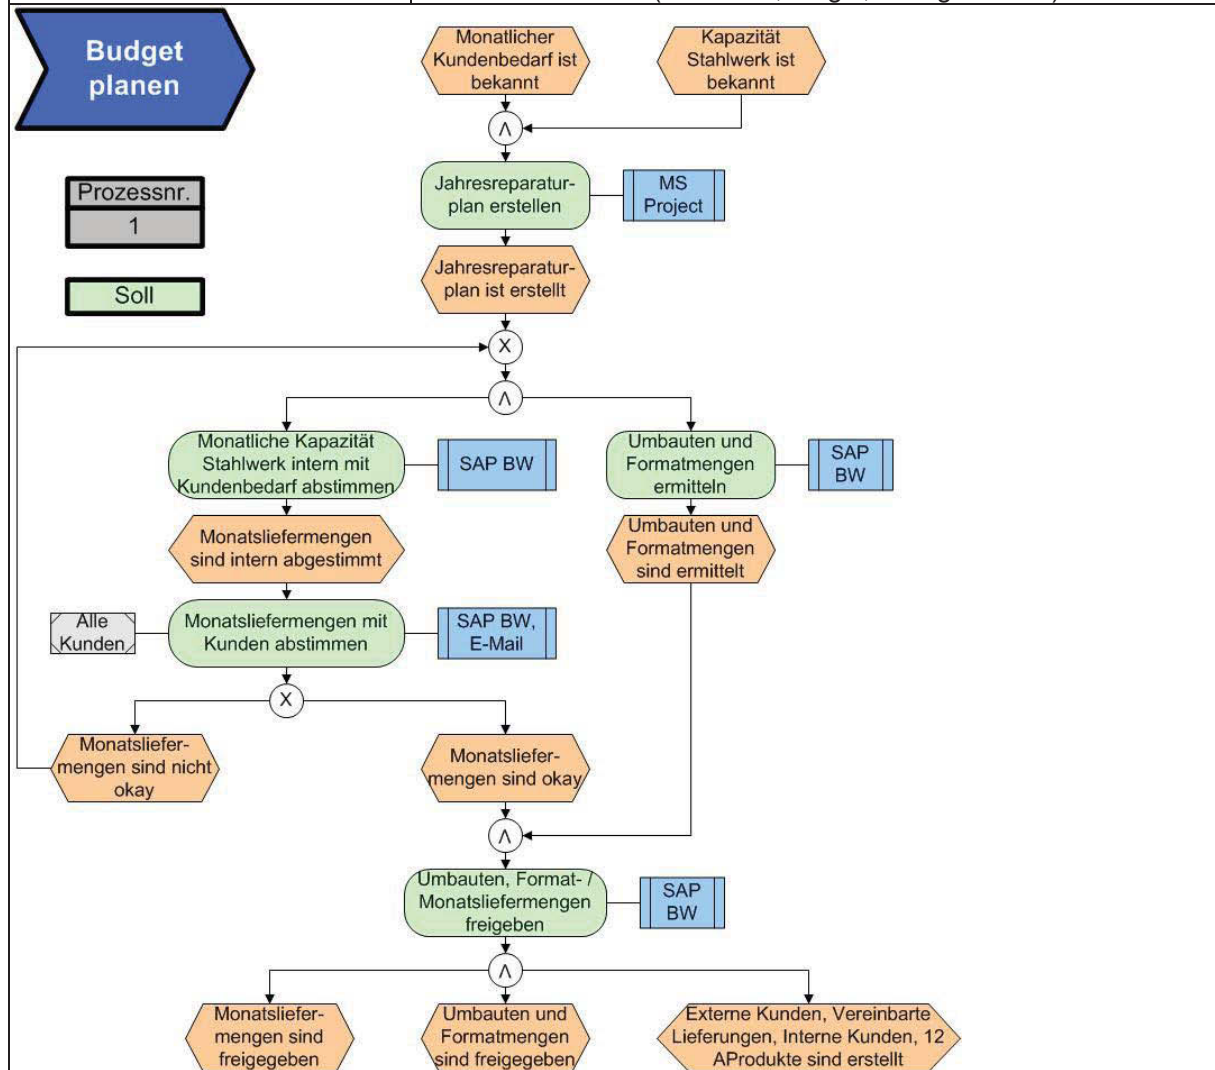 Budget
planen
Monatlicher
Kundenbedarf ist
bekannt
Kapazität
Stahlwerk ist
bekannt
Λ
Prozessnr.
1
Soll
Jahresreparatur-
plan erstellen
MS
Project
Jahresreparatur-
plan ist erstellt
X
Λ
Monatliche Kapazität
Stahlwerk intern mit
Kundenbedarf abstimmen
SAP BW
Umbauten und
Formatmengen
ermitteln
SAP
BW
Monatsliefermengen
sind intern abgestimmt
Umbauten und
Formatmengen
sind ermittelt
Alle
Kunden
Monatsliefermengen mit
Kunden abstimmen
SAP BW,
E-Mail
X
Monatsliefer-
mengen sind nicht
okay
Monatsliefer-
mengen sind okay
Λ
Umbauten, Format- /
Monatsliefermengen
freigeben
SAP
BW
Λ
Monatsliefer-
mengen sind
freigegeben
Umbauten und
Formatmengen
sind freigegeben
Externe Kunden, Vereinbarte
Lieferungen, Interne Kunden, 12
AProdukte sind erstellt